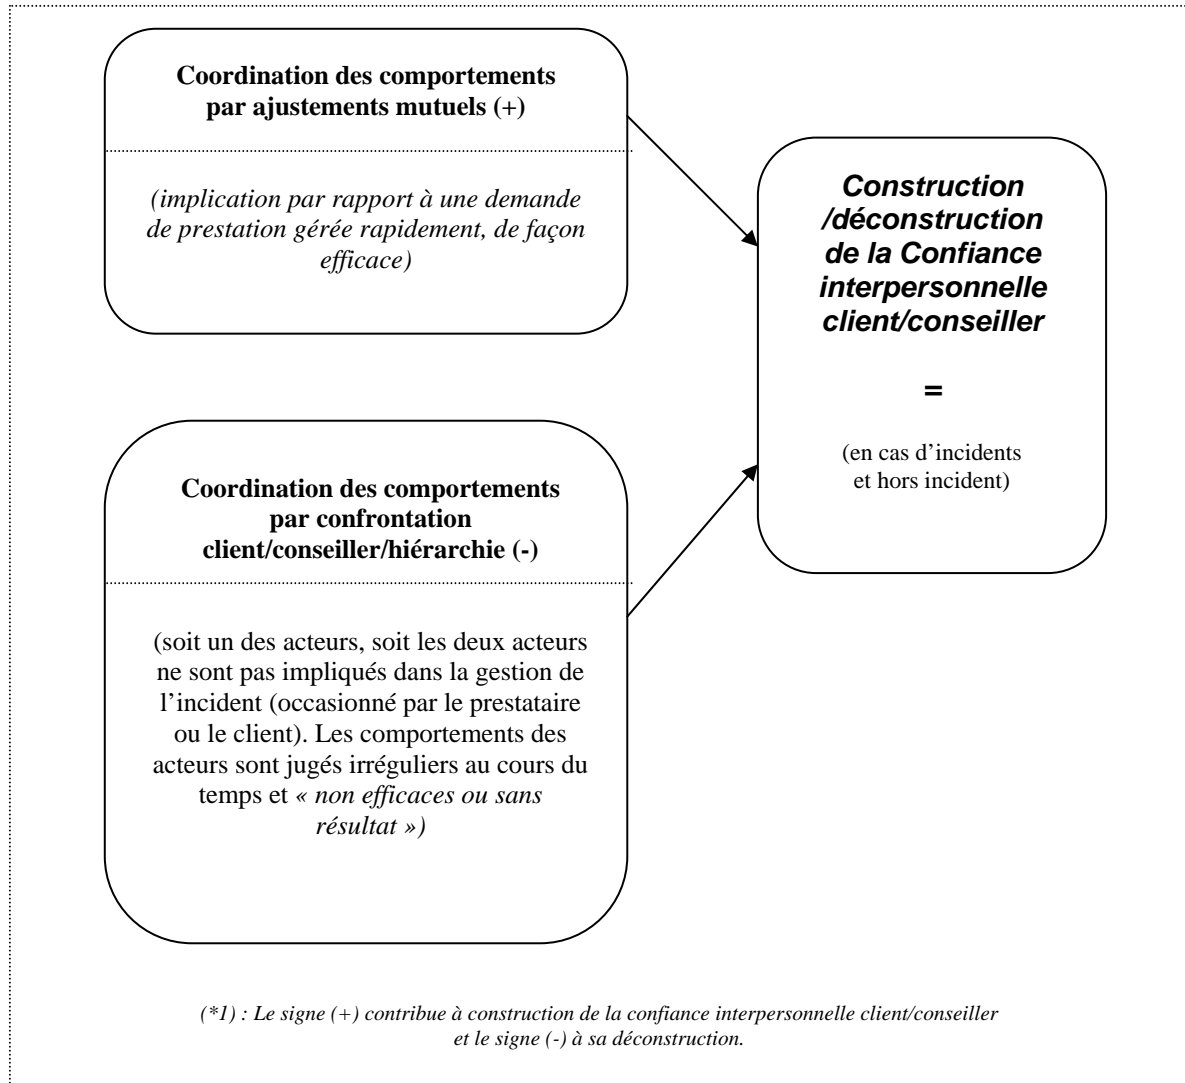 Coordination des comportements
par ajustements mutuels (+)
(implication par rapport à une demande
de prestation gérée rapidement, de façon
efficace)
Construction
/déconstruction
de la Confiance
interpersonnelle
client/conseiller
=
(en cas d’incidents
et hors incident)
Coordination des comportements
par confrontation
client/conseiller/hiérarchie (-)
(soit un des acteurs, soit les deux acteurs
ne sont pas impliqués dans la gestion de
l’incident (occasionné par le prestataire
ou le client). Les comportements des
acteurs sont jugés irréguliers au cours du
temps et « non efficaces ou sans
résultat »)
(*1) : Le signe (+) contribue à construction de la confiance interpersonnelle client/conseiller
et le signe (-) à sa déconstruction.